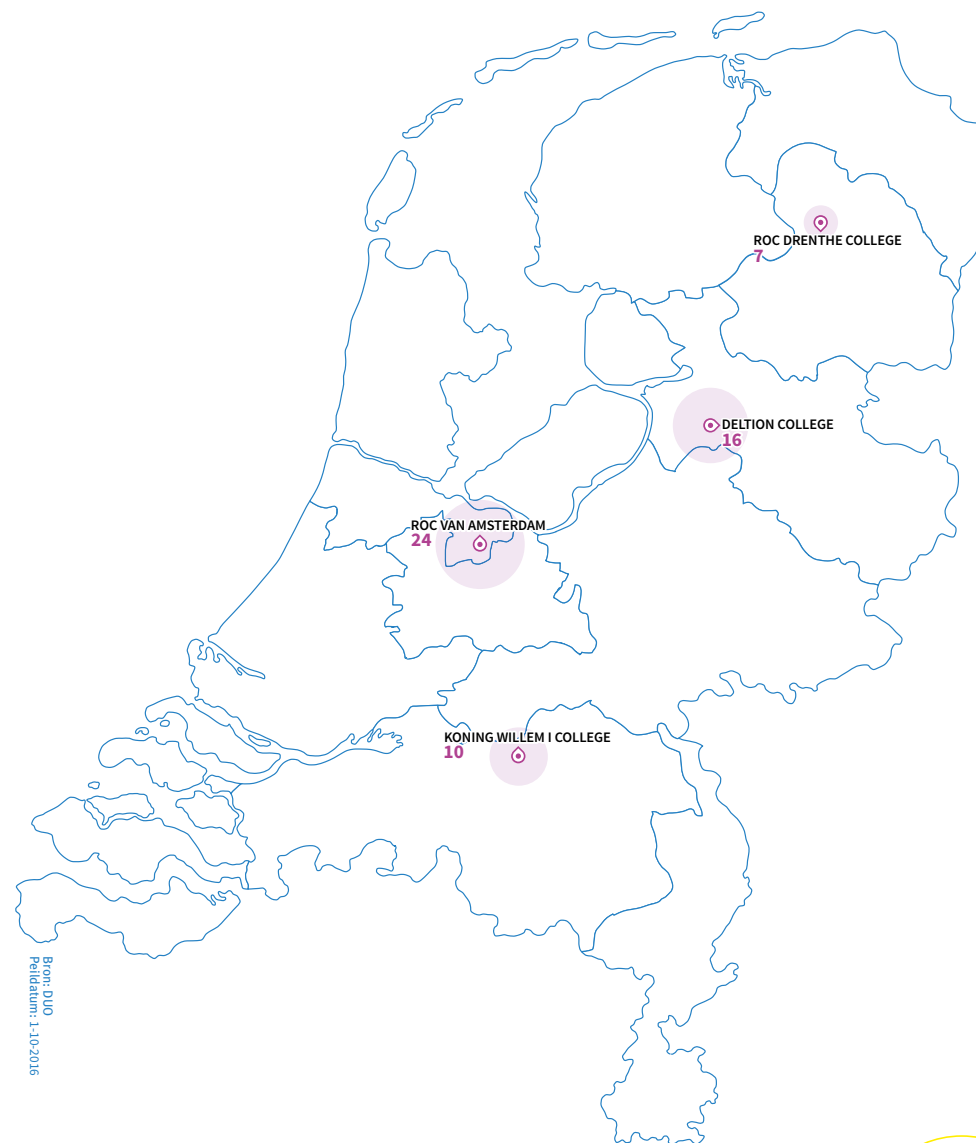 ROC DRENTHE COLLEGE
7
DELTION COLLEGE
16
ROC VAN AMSTERDAM
24
KONING WILLEM I COLLEGE
10
Bron: DUO
Peildatum: 1-10-2016